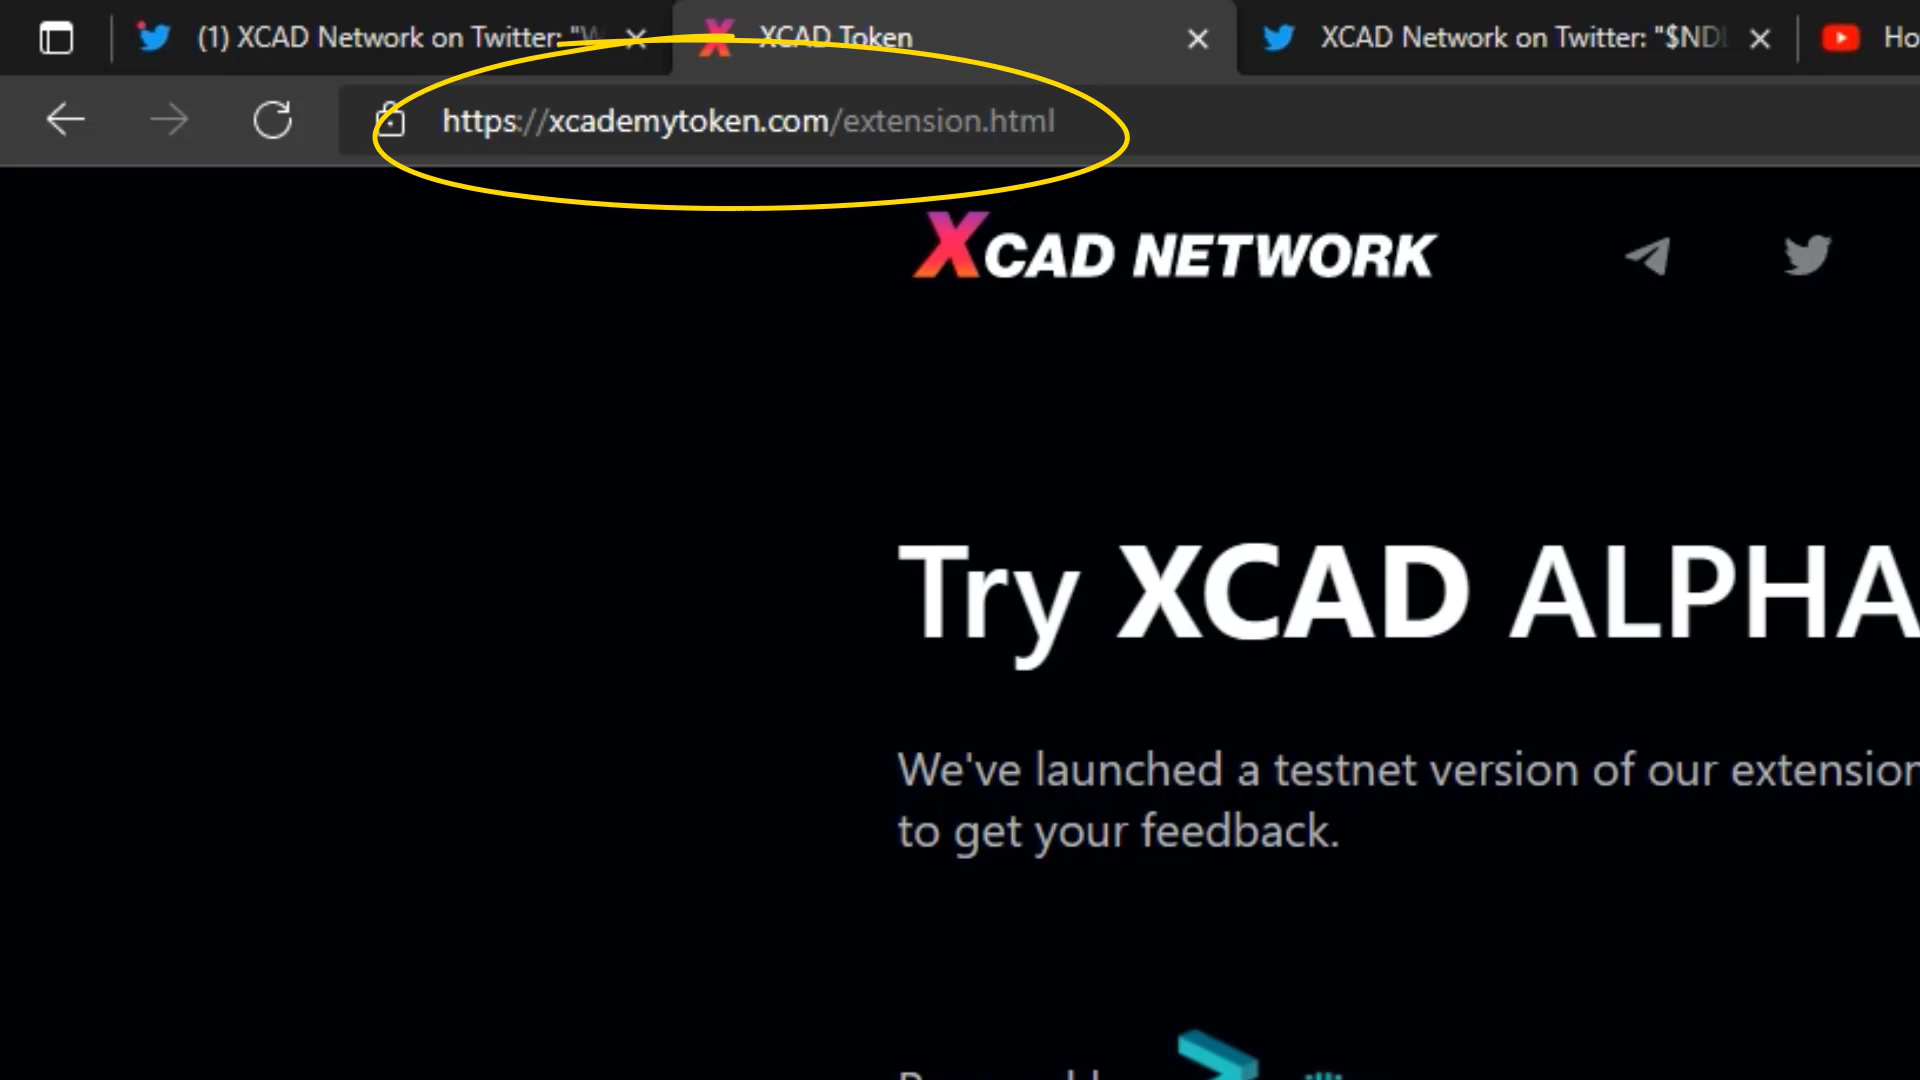 (1) XCAD Network on Twitter: "W
XCAD Token
XCAD Network on Twitter: "$ND
Ho
https://xcademytoken.com/extension.html
XCAD NETWORK
Try XCAD ALPHA
We've launched a testnet version of our extension
to get your feedback.